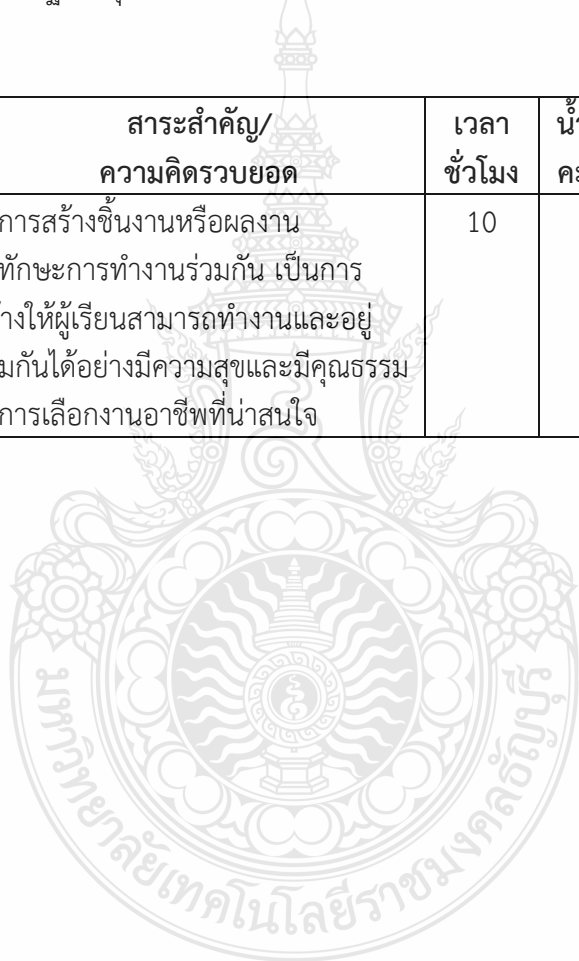 สาระสำคัญ/
ความคิดรวบยอด
เวลา
ชั่วโมง
การสร้างชิ้นงานหรือผลงาน
ทักษะการทำงานร่วมกัน เป็นการ
ให้ผู้เรียนสามารถทำงานและอยู่
กันได้อย่างมีความสุขและมีคุณธรรม
การเลือกงานอาชีพที่น่าสนใจ
10
มหาวิทยาลัยเทคโนโลยีราชมงคลธัญบุรี